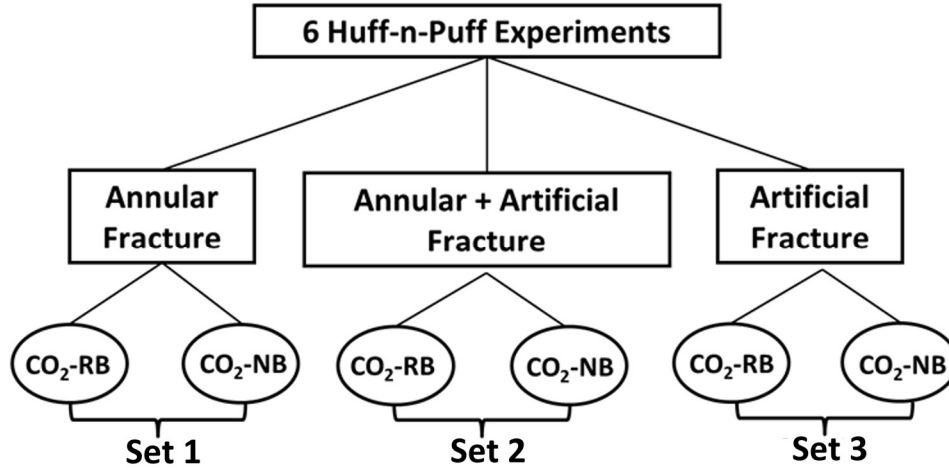 6 Huff-n-Puff Experiments
Annular
Fracture
Annular + Artificial
Fracture
Artificial
Fracture
CO₂-RB
CO₂-NB
CO₂-RB
CO₂-NB
CO₂-RB
CO₂-NB
Set 1
Set 2
Set 3